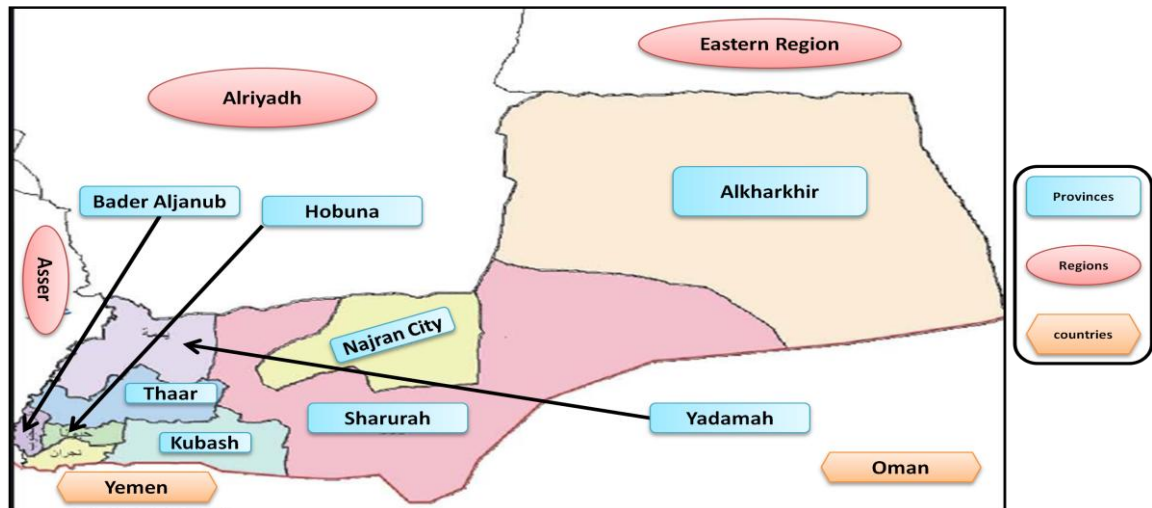 Eastern Region
Alriyadh
Alkharkhir
Bader Aljanub
Hobuna
Asser
Najran City
Thaar
Sharurah
Yadamah
Kubash
نجران
Yemen
Oman
Provinces
Regions
countries